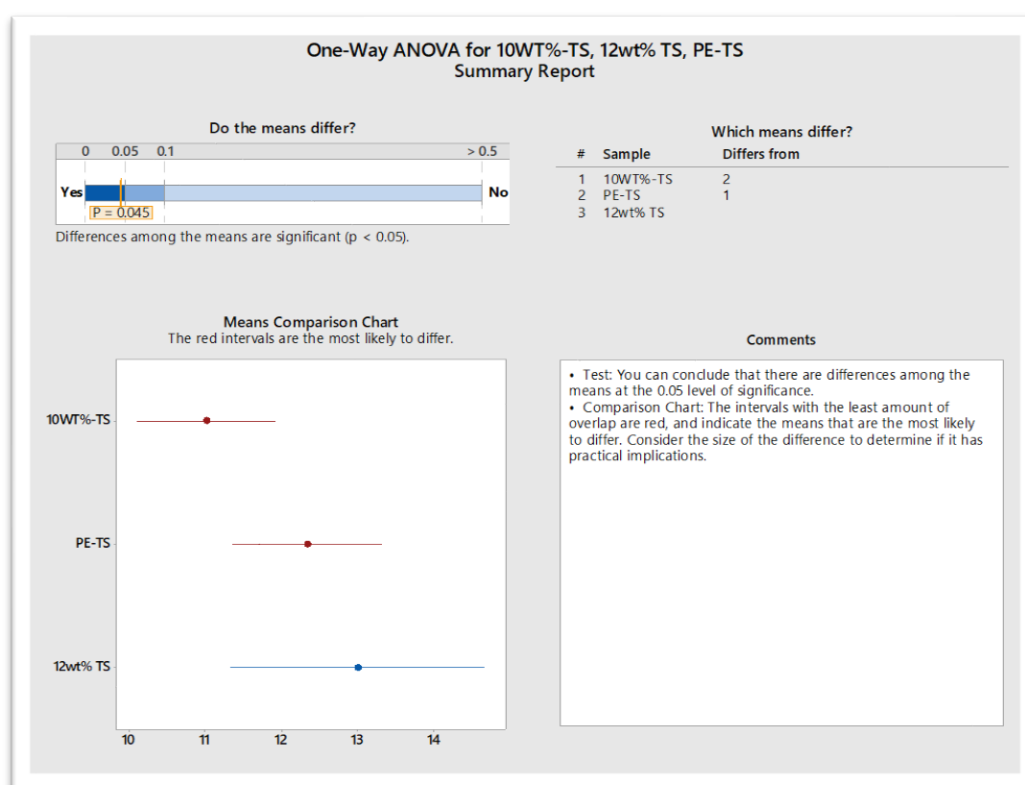 One-Way ANOVA for 10WT%-TS, 12wt% TS, PE-TS
Summary Report
Do the means differ?
0 0.05 0.1 > 0.5
Yes No
P = 0.045
Differences among the means are significant (p < 0.05).
Which means differ?
# Sample Differs from
1 10WT%-TS 2
2 PE-TS 1
3 12wt% TS
Means Comparison Chart
The red intervals are the most likely to differ.
10WT%-TS
PE-TS
12wt% TS
10 11 12 13 14
Comments
• Test: You can conclude that there are differences among the
means at the 0.05 level of significance.
• Comparison Chart: The intervals with the least amount of
overlap are red, and indicate the means that are the most likely
to differ. Consider the size of the difference to determine if it has
practical implications.